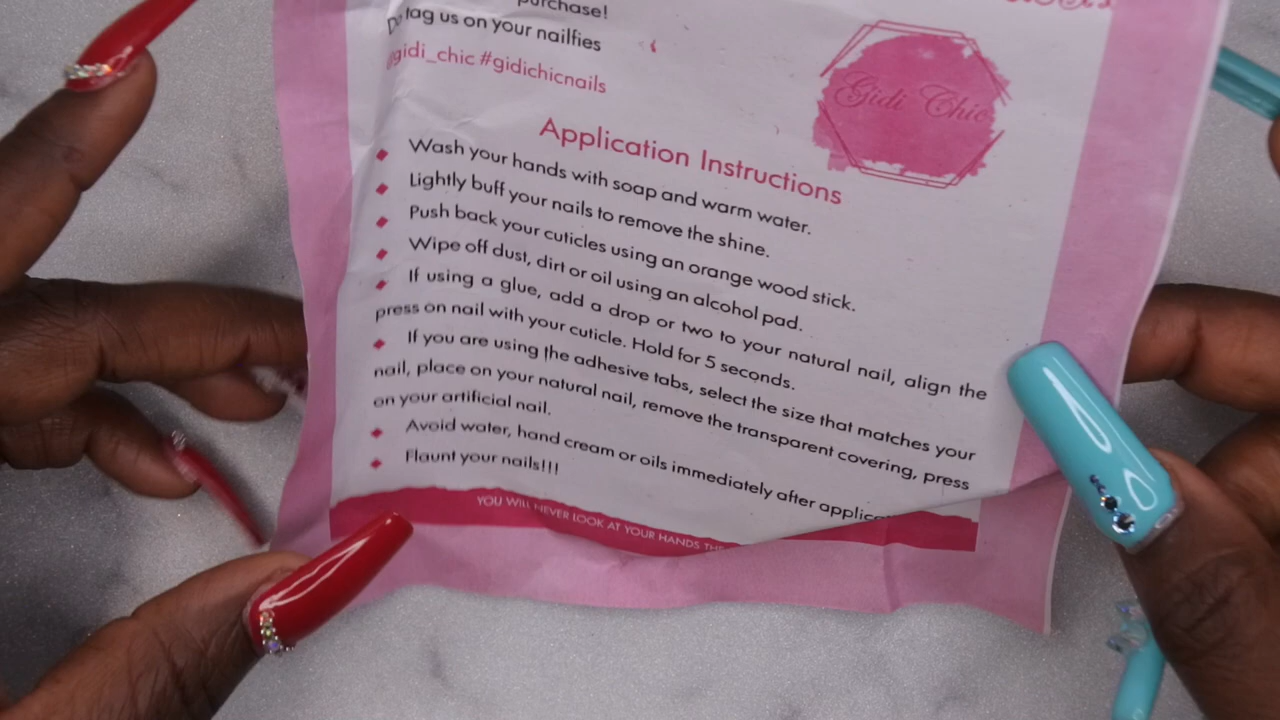 purchase!
Do tag us on your nailfies
@gidi_chic #gidichicnails
Gidi Chic
Application Instructions
Wash your hands with soap and warm water.
Lightly buff your nails to remove the shine.
Push back your cuticles using an orange wood stick.
Wipe off dust, dirt or oil using an alcohol pad.
If using a glue, add a drop or two to your natural nail, align the
press on nail with your cuticle. Hold for 5 seconds.
If you are using the adhesive tabs, select the size that matches your
nail, place on your natural nail, remove the transparent covering, press
on your artificial nail.
Avoid water, hand cream or oils immediately after
Flaunt your nails!!!
YOU WILL NEVER LOOK AT YOUR HANDS